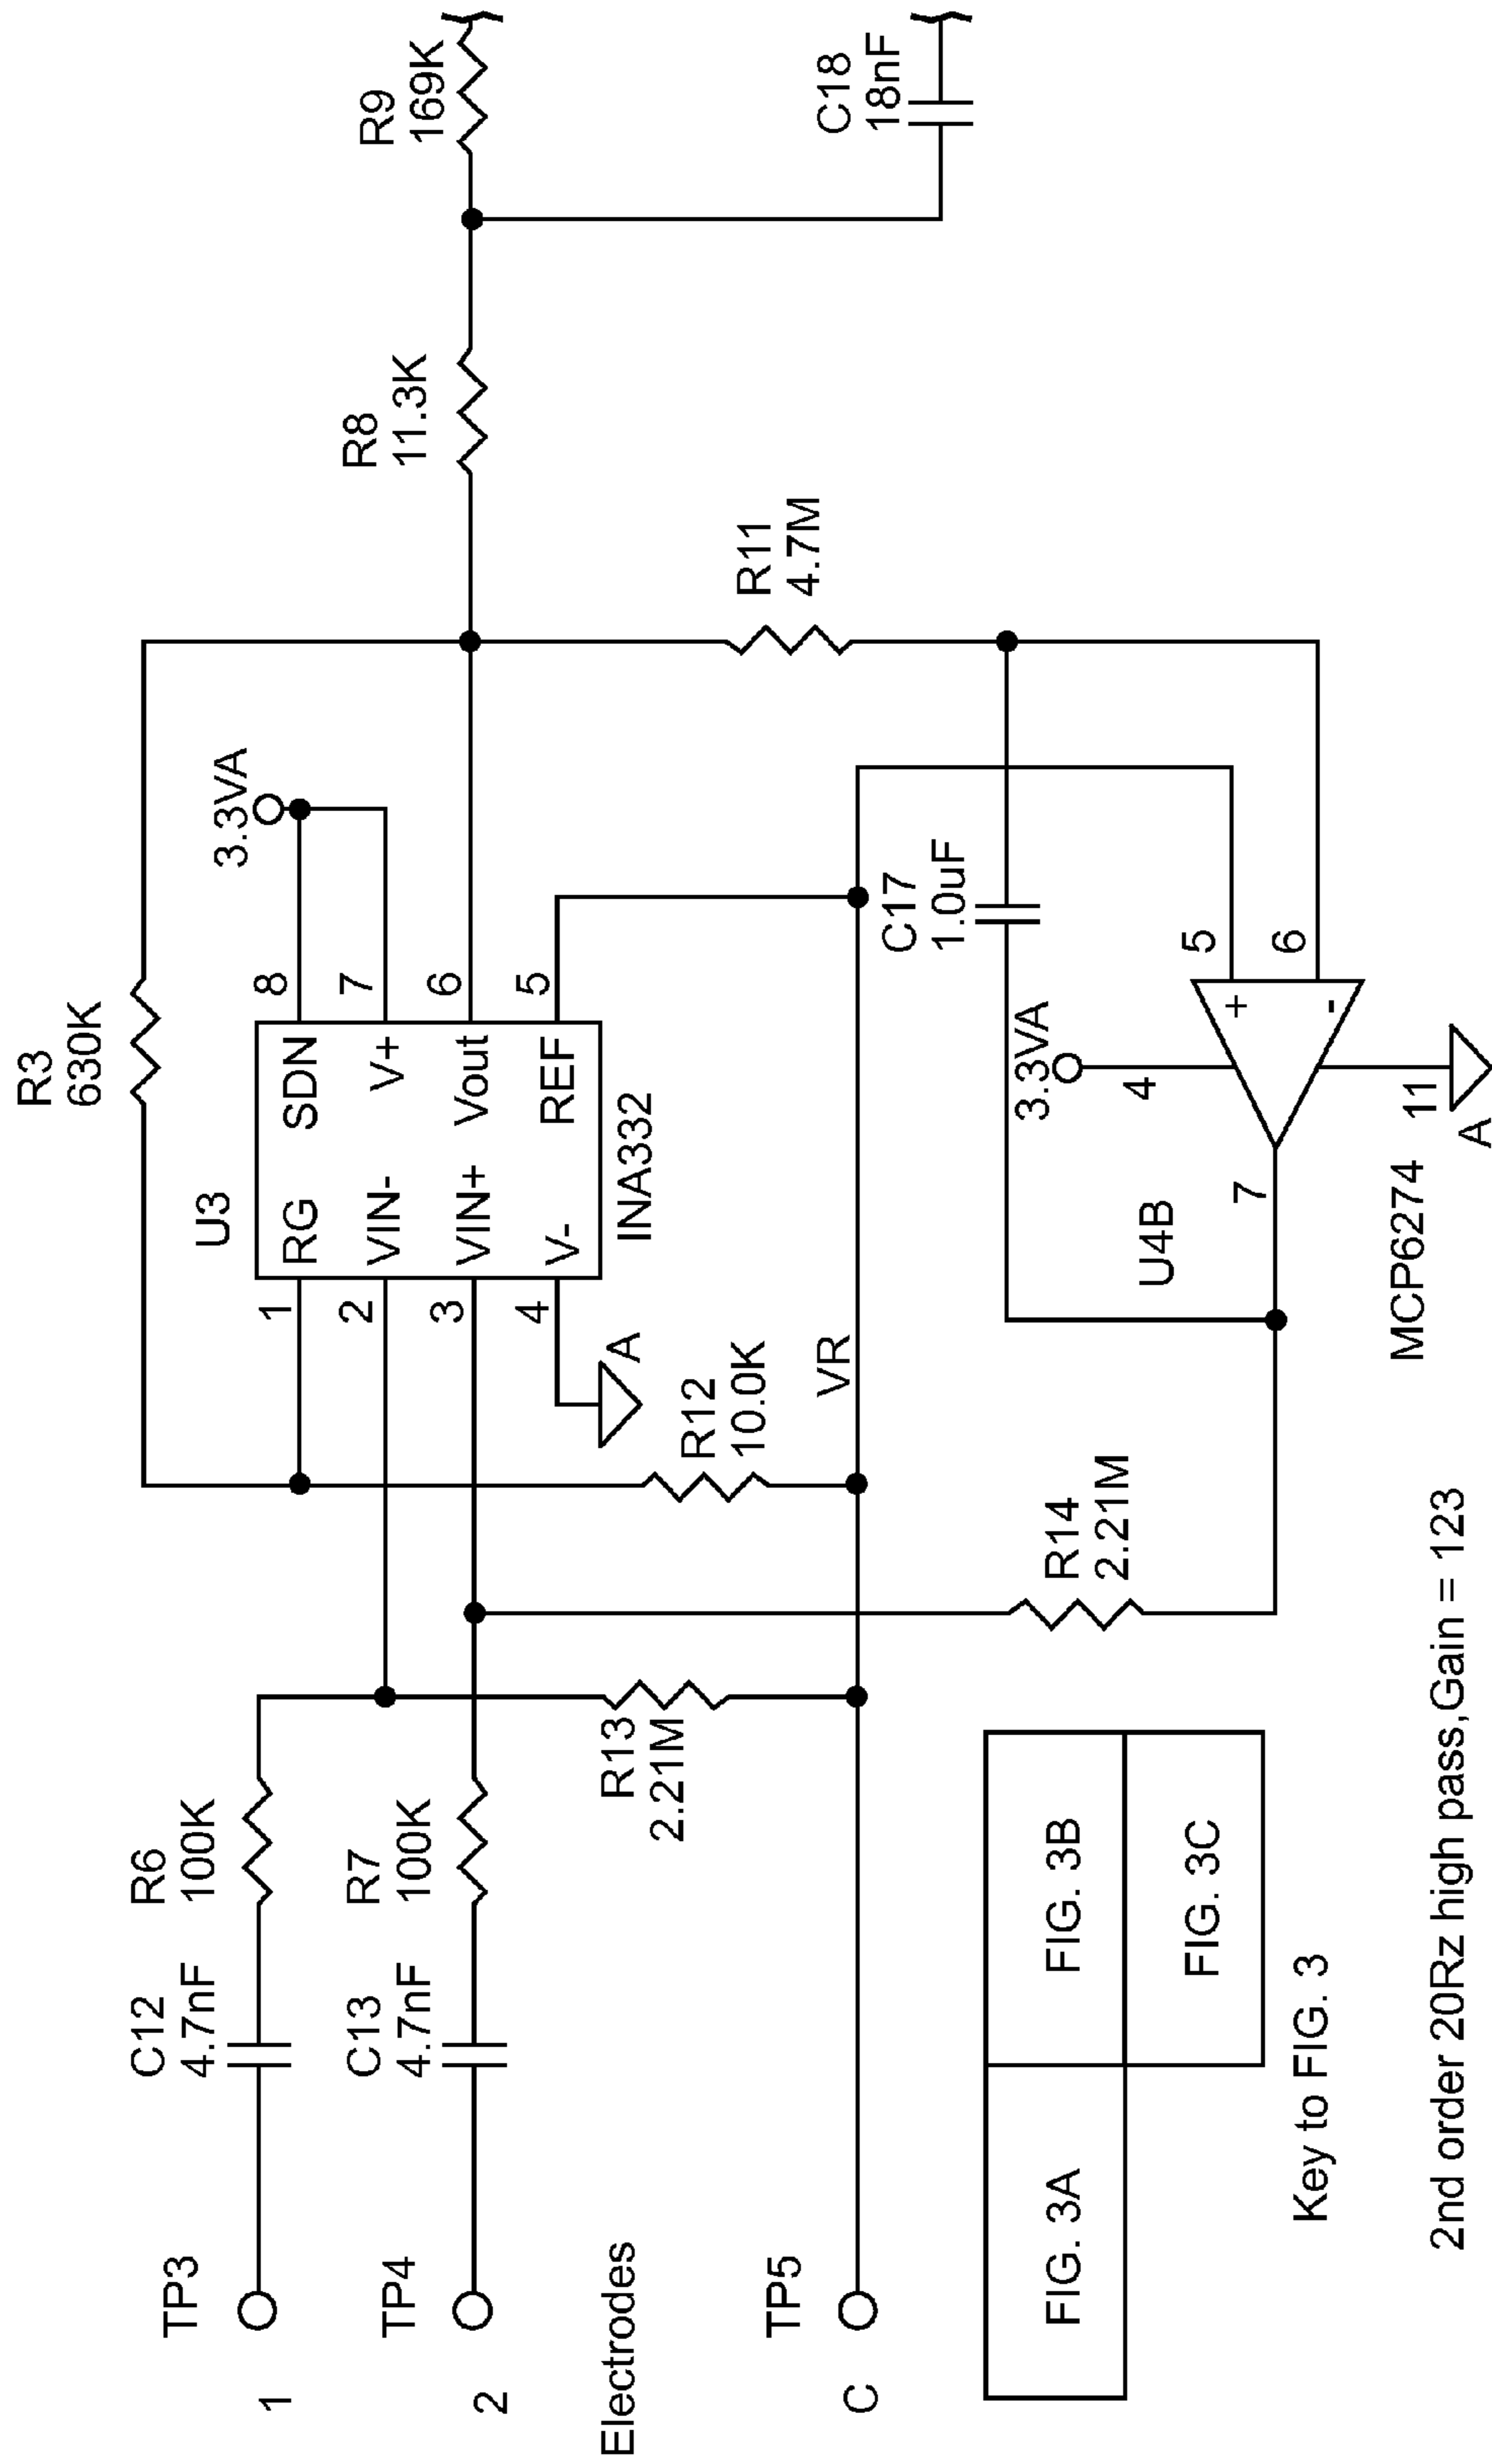 R3
630K
3.3VA
U3
RG
SDN
VIN-
V+
VIN+
Vout
V-
REF
INA332
1
2
3
4
8
7
6
5
A
TP3
1
C12
4.7nF
R6
100K
TP4
2
C13
4.7nF
R7
100K
Electrodes
R13
2.21M
R12
10.0K
TP5
C
VR
R14
2.21M
C17
1.0uF
R11
4.7M
R8
11.3K
R9
169K
C18
18nF
3.3VA
U4B
MCP6274
4
5
6
7
11
+
-
A
FIG. 3A
FIG. 3B
FIG. 3C
Key to FIG. 3
2nd order 20Rz high pass,Gain = 123